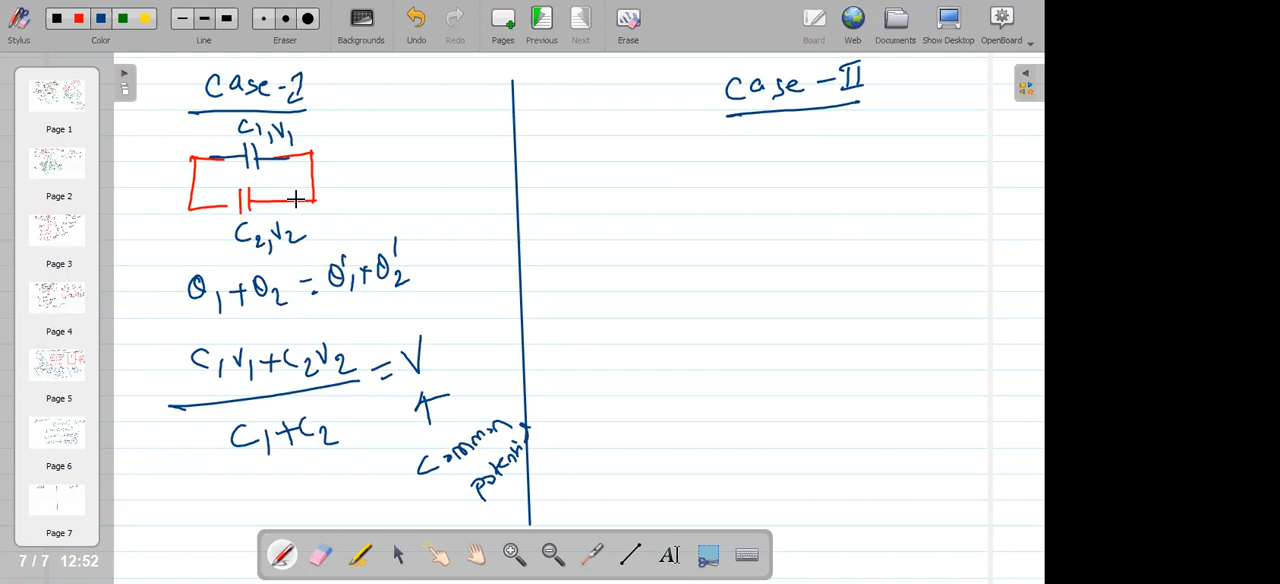 Stylus
Color
Line
Eraser
Backgrounds
Undo
Redo
Pages
Previous
Next
Erase
Board
Web
Documents
Show Desktop
OpenBoard
Page 1
Page 2
Page 3
Page 4
Page 5
Page 6
Page 7
7 / 7 12:52
Case-I
C1, V1
C2, V2
Q1 + Q2 = Q1' + Q2'
C1V1 + C2V2 = V
C1 + C2
Common
Case - II